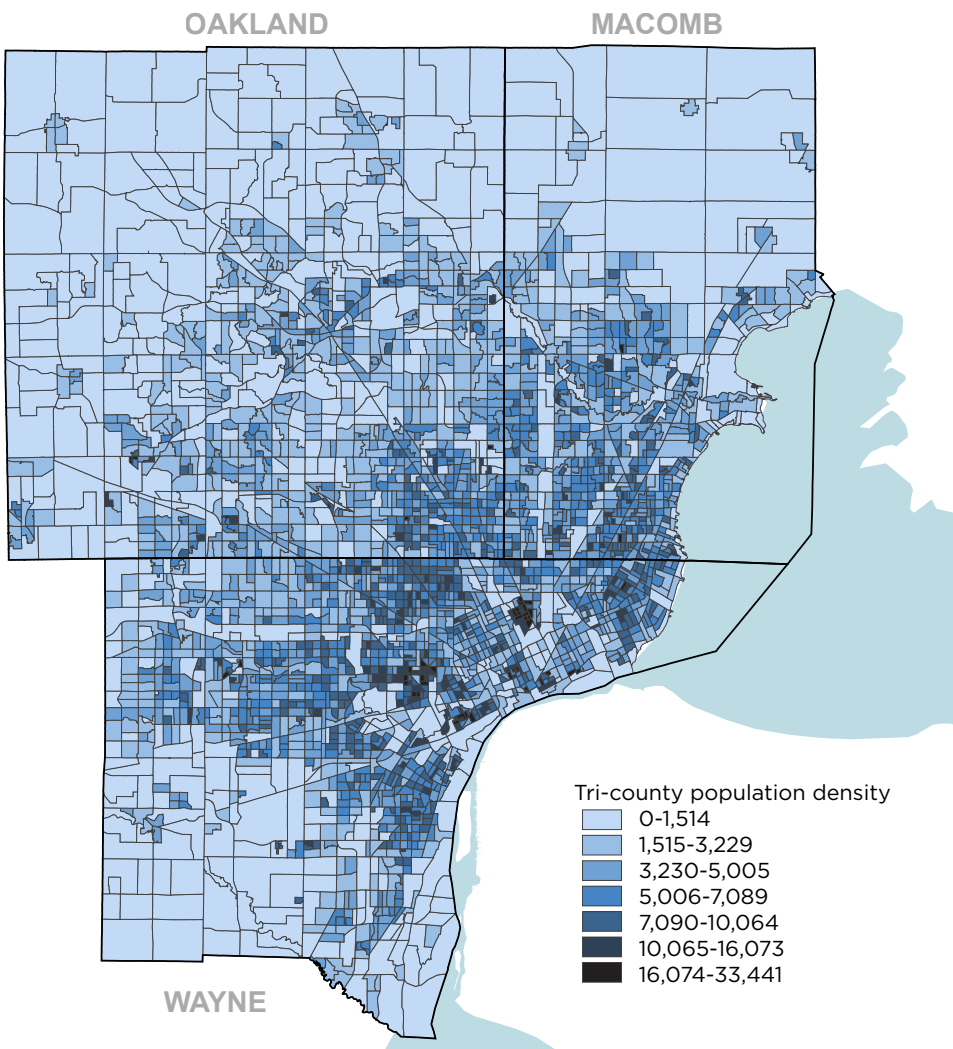 OAKLAND
MACOMB
Tri-county population density
0-1,514
1,515-3,229
3,230-5,005
5,006-7,089
7,090-10,064
10,065-16,073
16,074-33,441
WAYNE